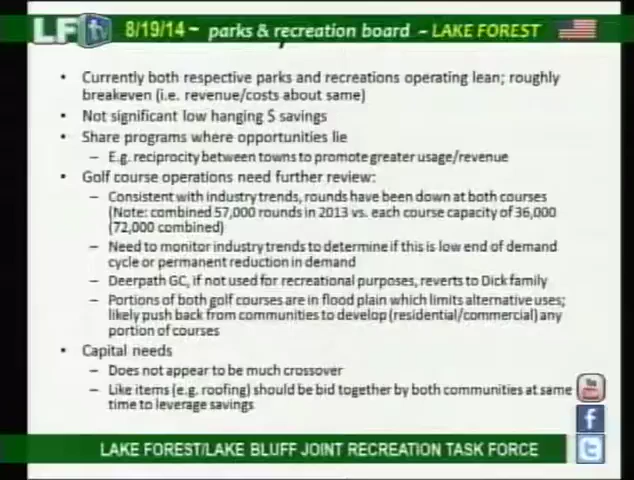 LF tv 8/19/14 ~ parks & recreation board ~ LAKE FOREST
• Currently both respective parks and recreations operating lean; roughly
breakeven (i.e. revenue/costs about same)
• Not significant low hanging $ savings
• Share programs where opportunities lie
– E.g. reciprocity between towns to promote greater usage/revenue
• Golf course operations need further review:
– Consistent with industry trends, rounds have been down at both courses
(Note: combined 57,000 rounds in 2013 vs. each course capacity of 36,000
(72,000 combined)
– Need to monitor industry trends to determine if this is low end of demand
cycle or permanent reduction in demand
– Deerpath GC, if not used for recreational purposes, reverts to Dick family
– Portions of both golf courses are in flood plain which limits alternative uses;
likely push back from communities to develop (residential/commercial) any
portion of courses
• Capital needs
– Does not appear to be much crossover
– Like items (e.g. roofing) should be bid together by both communities at same
time to leverage savings
You
f
t
LAKE FOREST/LAKE BLUFF JOINT RECREATION TASK FORCE